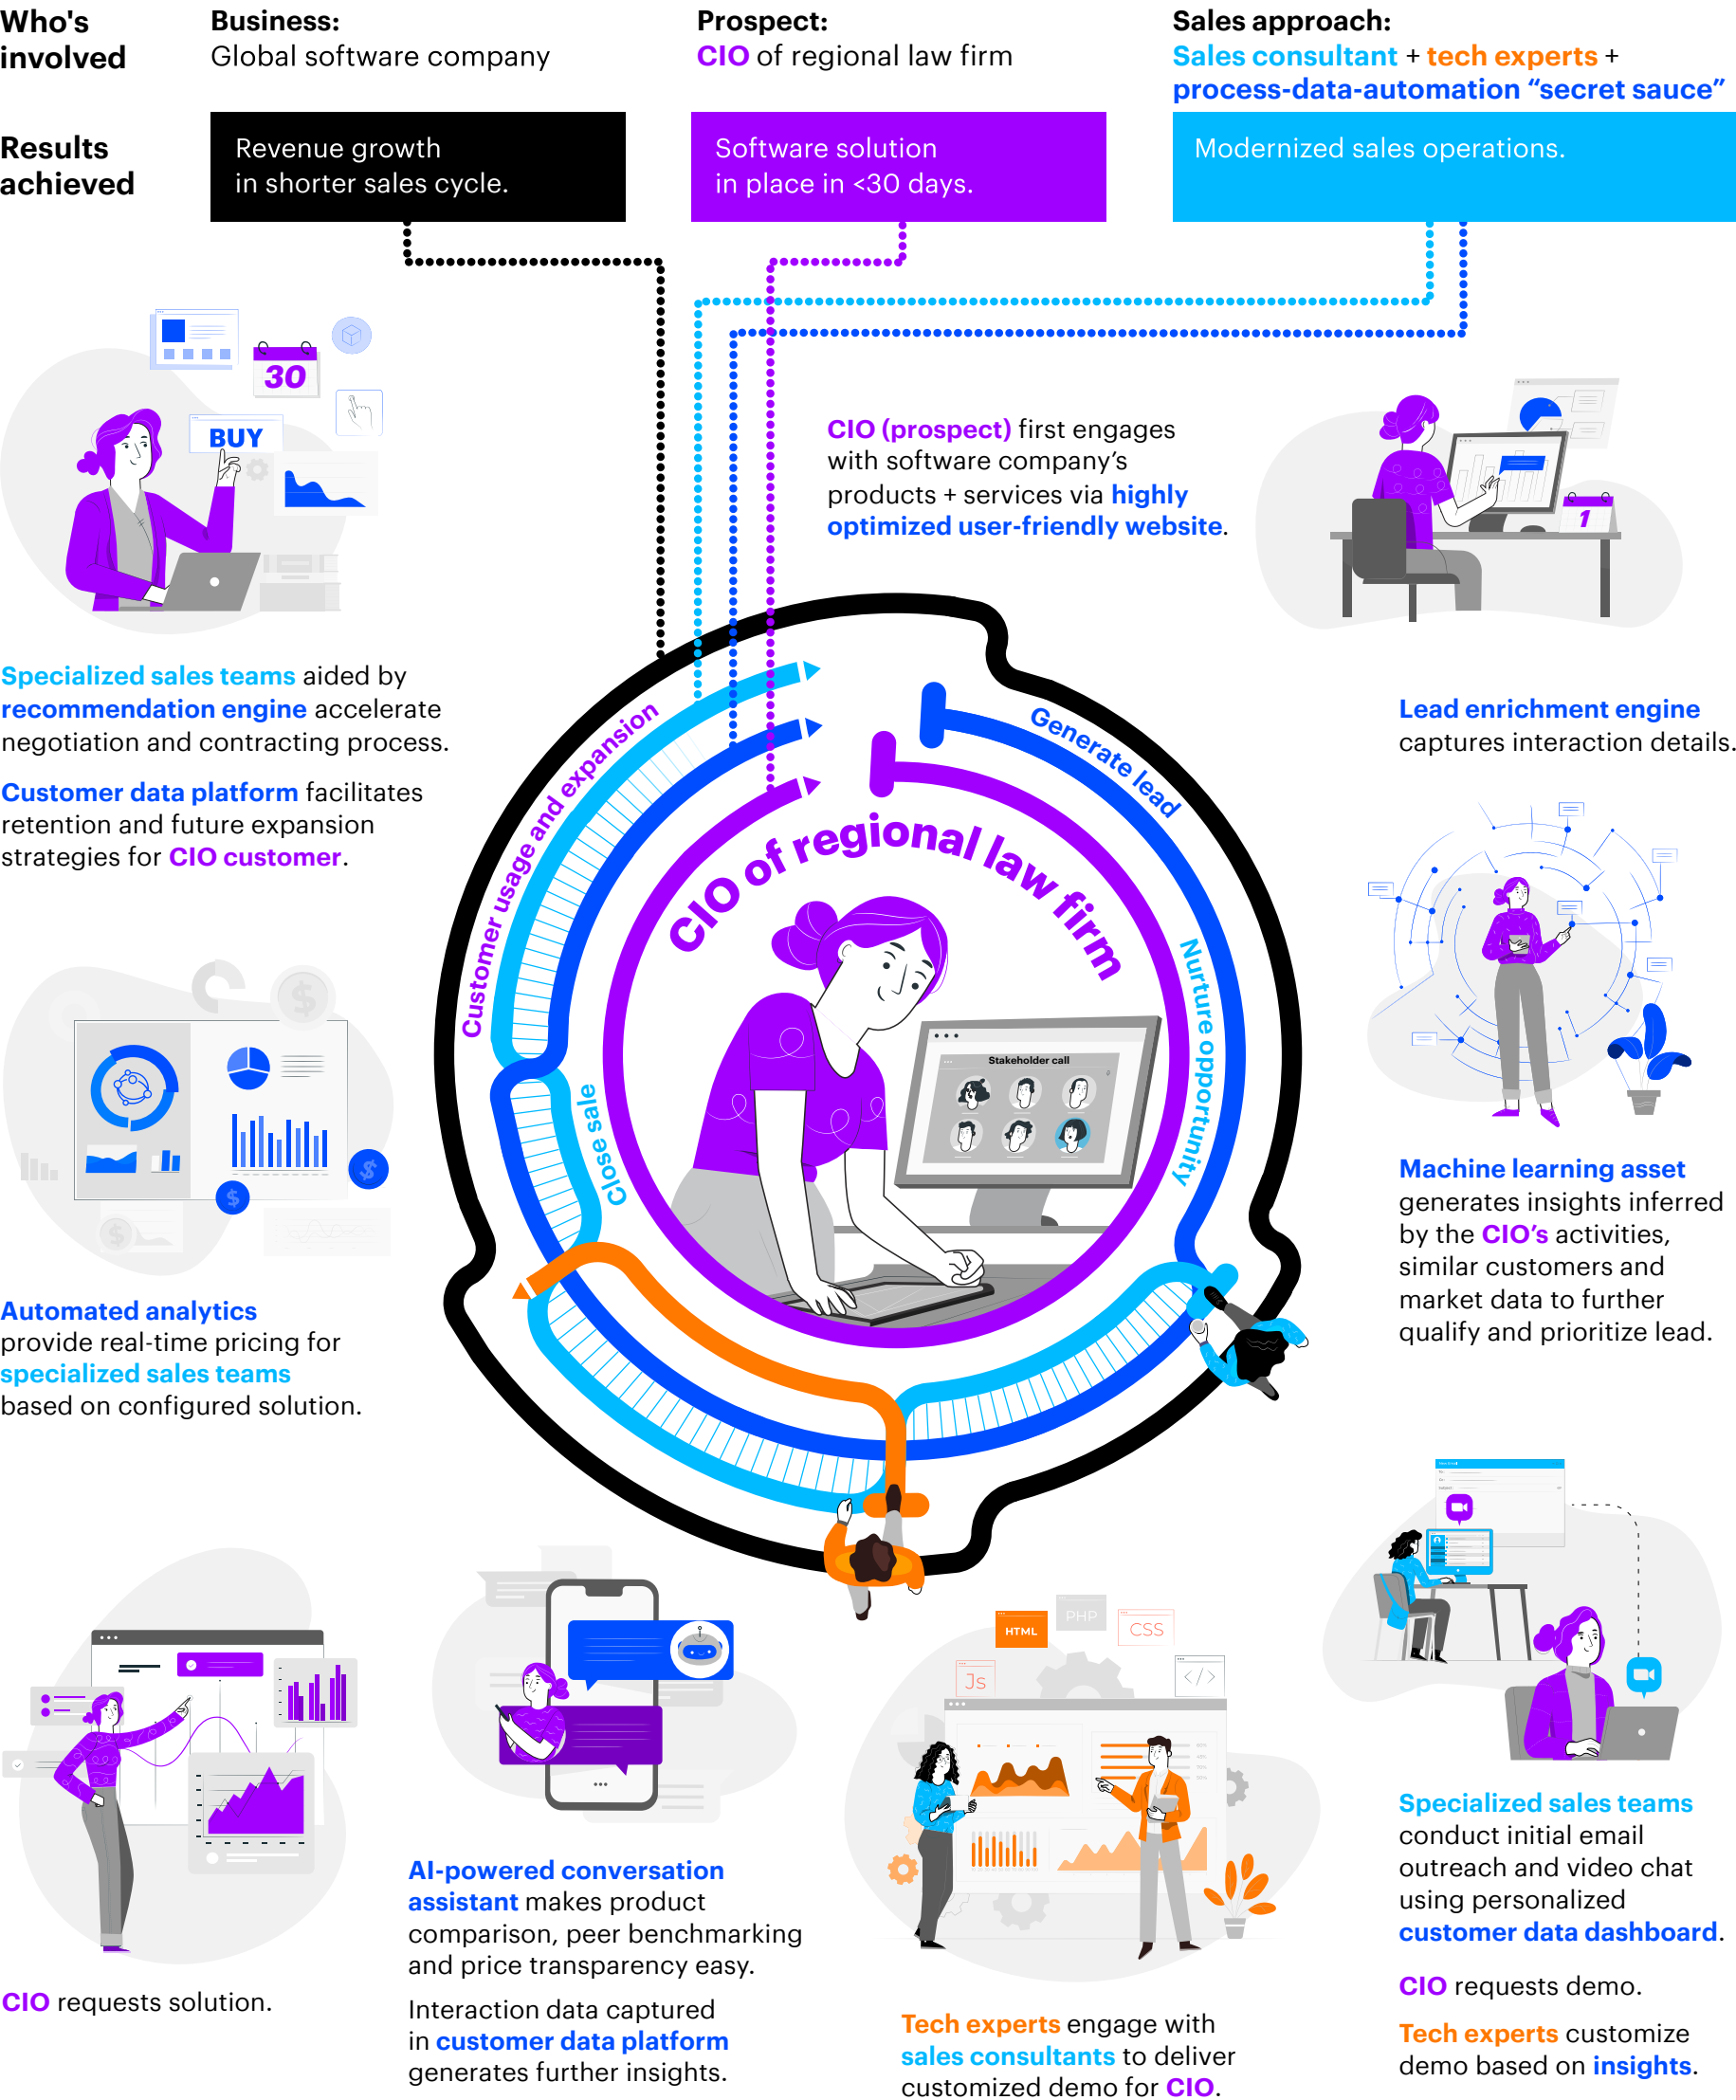 Who's
involved
Business:
Global software company
Prospect:
CIO of regional law firm
Sales approach:
Sales consultant + tech experts +
process-data-automation “secret sauce”
Results
achieved
Revenue growth
in shorter sales cycle.
Software solution
in place in <30 days.
Modernized sales operations.
30
BUY
CIO (prospect) first engages
with software company’s
products + services via highly
optimized user-friendly website.
1
Specialized sales teams aided by
recommendation engine accelerate
negotiation and contracting process.
Customer data platform facilitates
retention and future expansion
strategies for CIO customer.
Lead enrichment engine
captures interaction details.
Generate lead
Nurture opportunity
Close sale
Customer usage and expansion
CIO of regional law firm
Stakeholder call
Machine learning asset
generates insights inferred
by the CIO’s activities,
similar customers and
market data to further
qualify and prioritize lead.
$
$
$
$
Automated analytics
provide real-time pricing for
specialized sales teams
based on configured solution.
HTML
PHP
CSS
Js
</>
Specialized sales teams
conduct initial email
outreach and video chat
using personalized
customer data dashboard.
CIO requests demo.
Tech experts customize
demo based on insights.
Tech experts engage with
sales consultants to deliver
customized demo for CIO.
AI-powered conversation
assistant makes product
comparison, peer benchmarking
and price transparency easy.
Interaction data captured
in customer data platform
generates further insights.
CIO requests solution.